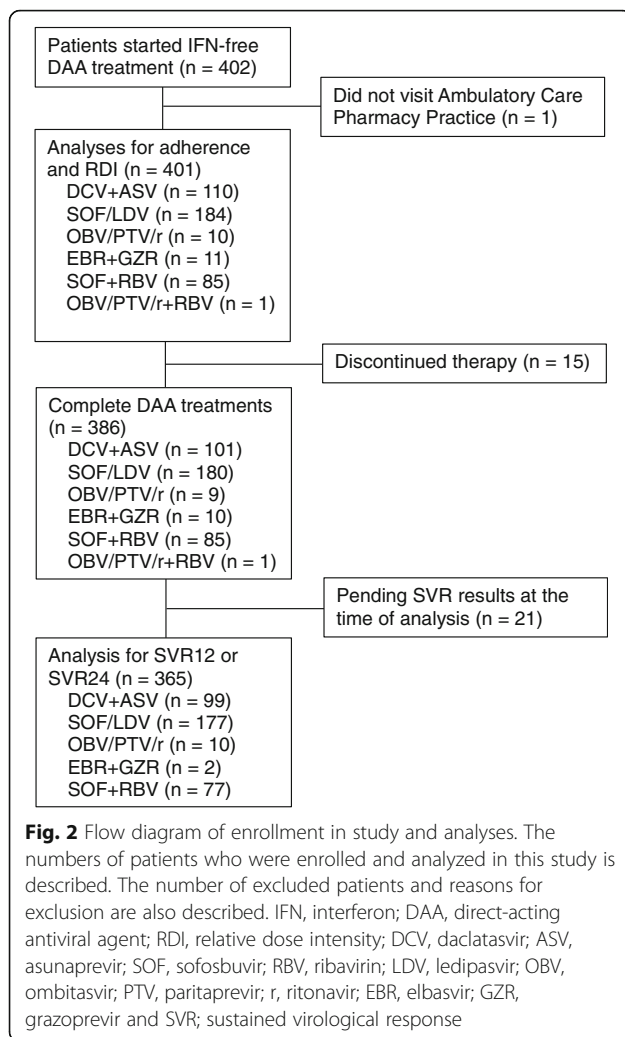 Patients started IFN-free
DAA treatment (n = 402)
Did not visit Ambulatory Care
Pharmacy Practice (n = 1)
Analyses for adherence
and RDI (n = 401)
DCV+ASV (n = 110)
SOF/LDV (n = 184)
OBV/PTV/r (n = 10)
EBR+GZR (n = 11)
SOF+RBV (n = 85)
OBV/PTV/r+RBV (n = 1)
Discontinued therapy (n = 15)
Complete DAA treatments
(n = 386)
DCV+ASV (n = 101)
SOF/LDV (n = 180)
OBV/PTV/r (n = 9)
EBR+GZR (n = 10)
SOF+RBV (n = 85)
OBV/PTV/r+RBV (n = 1)
Pending SVR results at the
time of analysis (n = 21)
Analysis for SVR12 or
SVR24 (n = 365)
DCV+ASV (n = 99)
SOF/LDV (n = 177)
OBV/PTV/r (n = 10)
EBR+GZR (n = 2)
SOF+RBV (n = 77)
Fig. 2 Flow diagram of enrollment in study and analyses. The
numbers of patients who were enrolled and analyzed in this study is
described. The number of excluded patients and reasons for
exclusion are also described. IFN, interferon; DAA, direct-acting
antiviral agent; RDI, relative dose intensity; DCV, daclatasvir; ASV,
asunaprevir; SOF, sofosbuvir; RBV, ribavirin; LDV, ledipasvir; OBV,
ombitasvir; PTV, paritaprevir; r, ritonavir; EBR, elbasvir; GZR,
grazoprevir and SVR; sustained virological response